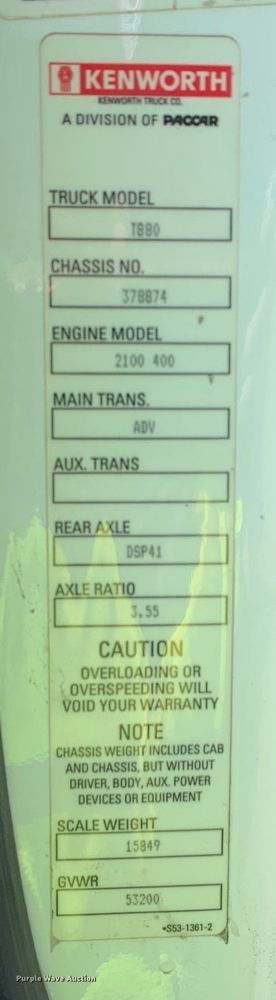 KENWORTH
KENWORTH TRUCK CO.
A DIVISION OF PACCAR
TRUCK MODEL
T880
CHASSIS NO.
378874
ENGINE MODEL
2100 400
MAIN TRANS.
ADV
AUX. TRANS
REAR AXLE
DSP41
AXLE RATIO
3.55
CAUTION
OVERLOADING OR
OVERSPEEDING WILL
VOID YOUR WARRANTY
NOTE
CHASSIS WEIGHT INCLUDES CAB
AND CHASSIS, BUT WITHOUT
DRIVER, BODY, AUX. POWER
DEVICES OR EQUIPMENT
SCALE WEIGHT
15849
GVWR
53200
*S53-1361-2
Purple Wave Auction